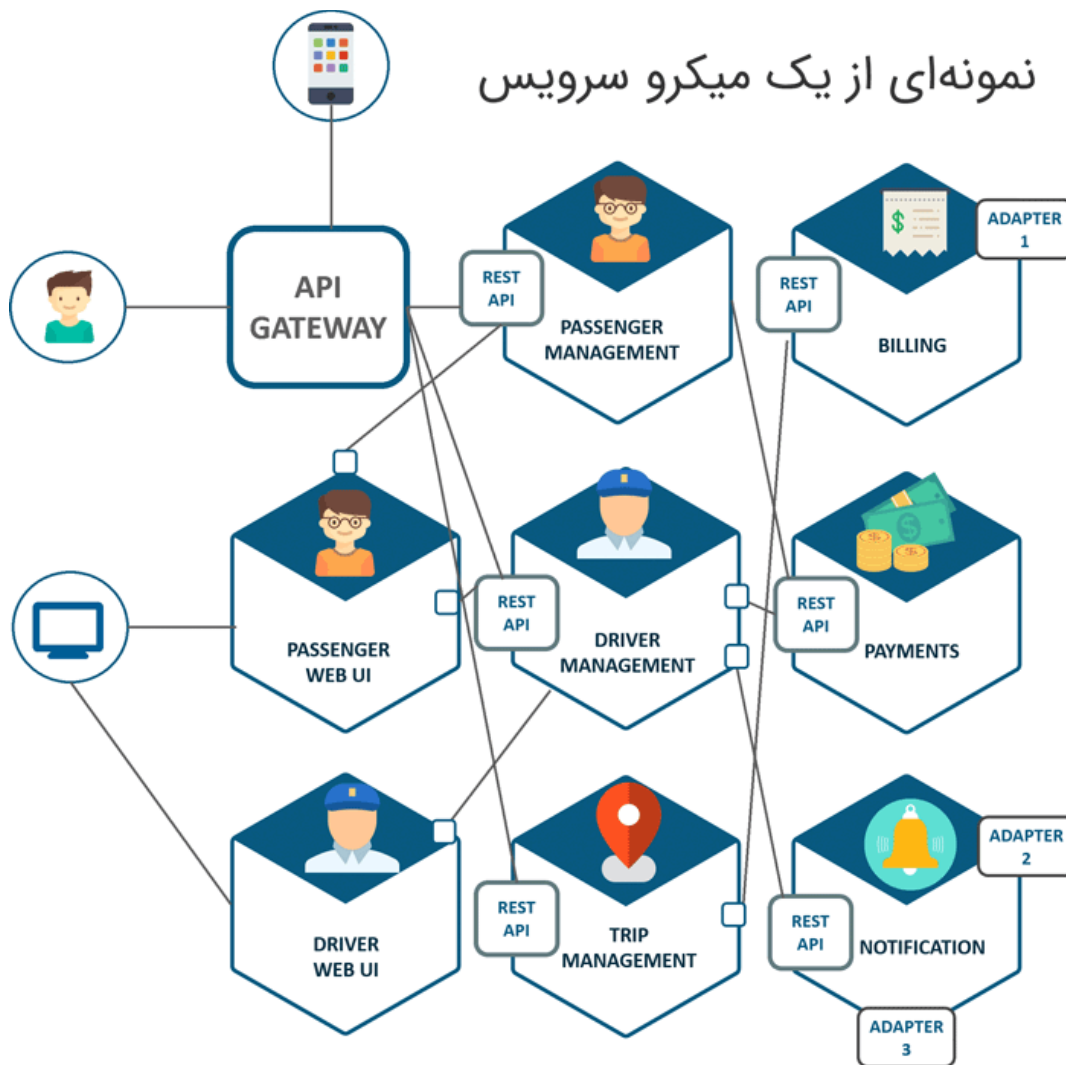 نمونه‌ای از یک میکرو سرویس
API
GATEWAY
REST
API
PASSENGER
MANAGEMENT
REST
API
BILLING
ADAPTER
1
PASSENGER
WEB UI
REST
API
DRIVER
MANAGEMENT
REST
API
PAYMENTS
DRIVER
WEB UI
REST
API
TRIP
MANAGEMENT
REST
API
NOTIFICATION
ADAPTER
2
ADAPTER
3